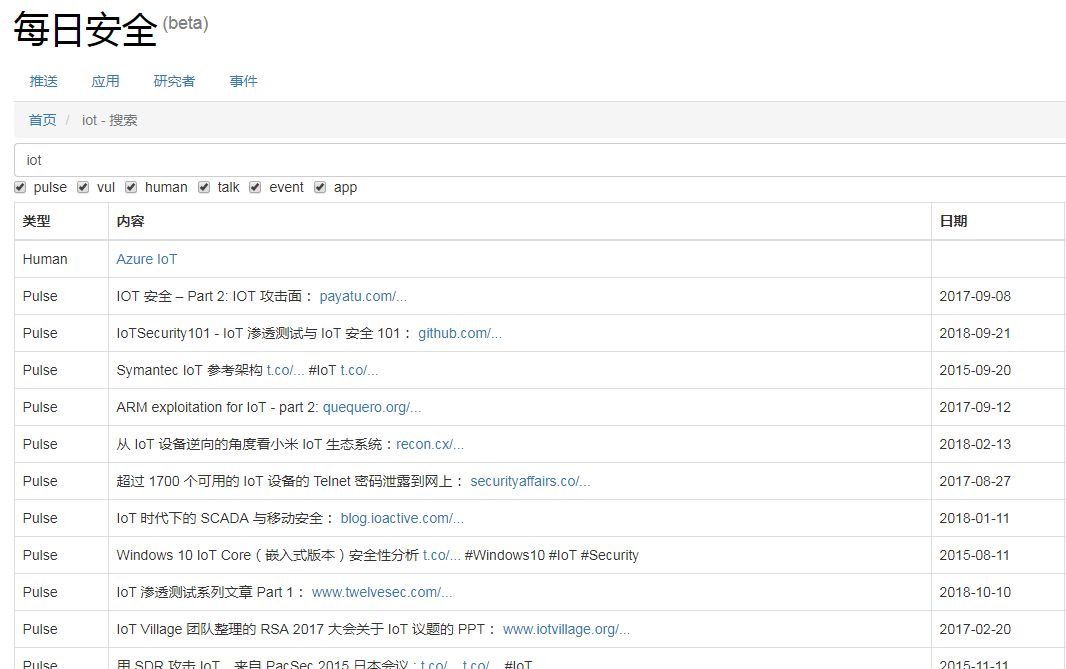 每日安全 (beta)
推送 应用 研究者 事件
首页 / iot - 搜索
iot
pulse vul human talk event app
类型 内容 日期
Human Azure IoT
Pulse IOT 安全 – Part 2: IOT 攻击面： payatu.com/... 2017-09-08
Pulse IoTSecurity101 - IoT 渗透测试与 IoT 安全 101： github.com/... 2018-09-21
Pulse Symantec IoT 参考架构 t.co/... #IoT t.co/... 2015-09-20
Pulse ARM exploitation for IoT - part 2: quequero.org/... 2017-09-12
Pulse 从 IoT 设备逆向的角度看小米 IoT 生态系统：recon.cx/... 2018-02-13
Pulse 超过 1700 个可用的 IoT 设备的 Telnet 密码泄露到网上： securityaffairs.co/... 2017-08-27
Pulse IoT 时代下的 SCADA 与移动安全： blog.ioactive.com/... 2018-01-11
Pulse Windows 10 IoT Core（嵌入式版本）安全性分析 t.co/... #Windows10 #IoT #Security 2015-08-11
Pulse IoT 渗透测试系列文章 Part 1： www.twelvesec.com/... 2018-10-10
Pulse IoT Village 团队整理的 RSA 2017 大会关于 IoT 议题的 PPT： www.iotvillage.org/... 2017-02-20
Pulse 用 SDR 攻击 IoT，来自 PacSec 2015 日本会议 : t.co/... t.co/... #IoT 2015-11-11